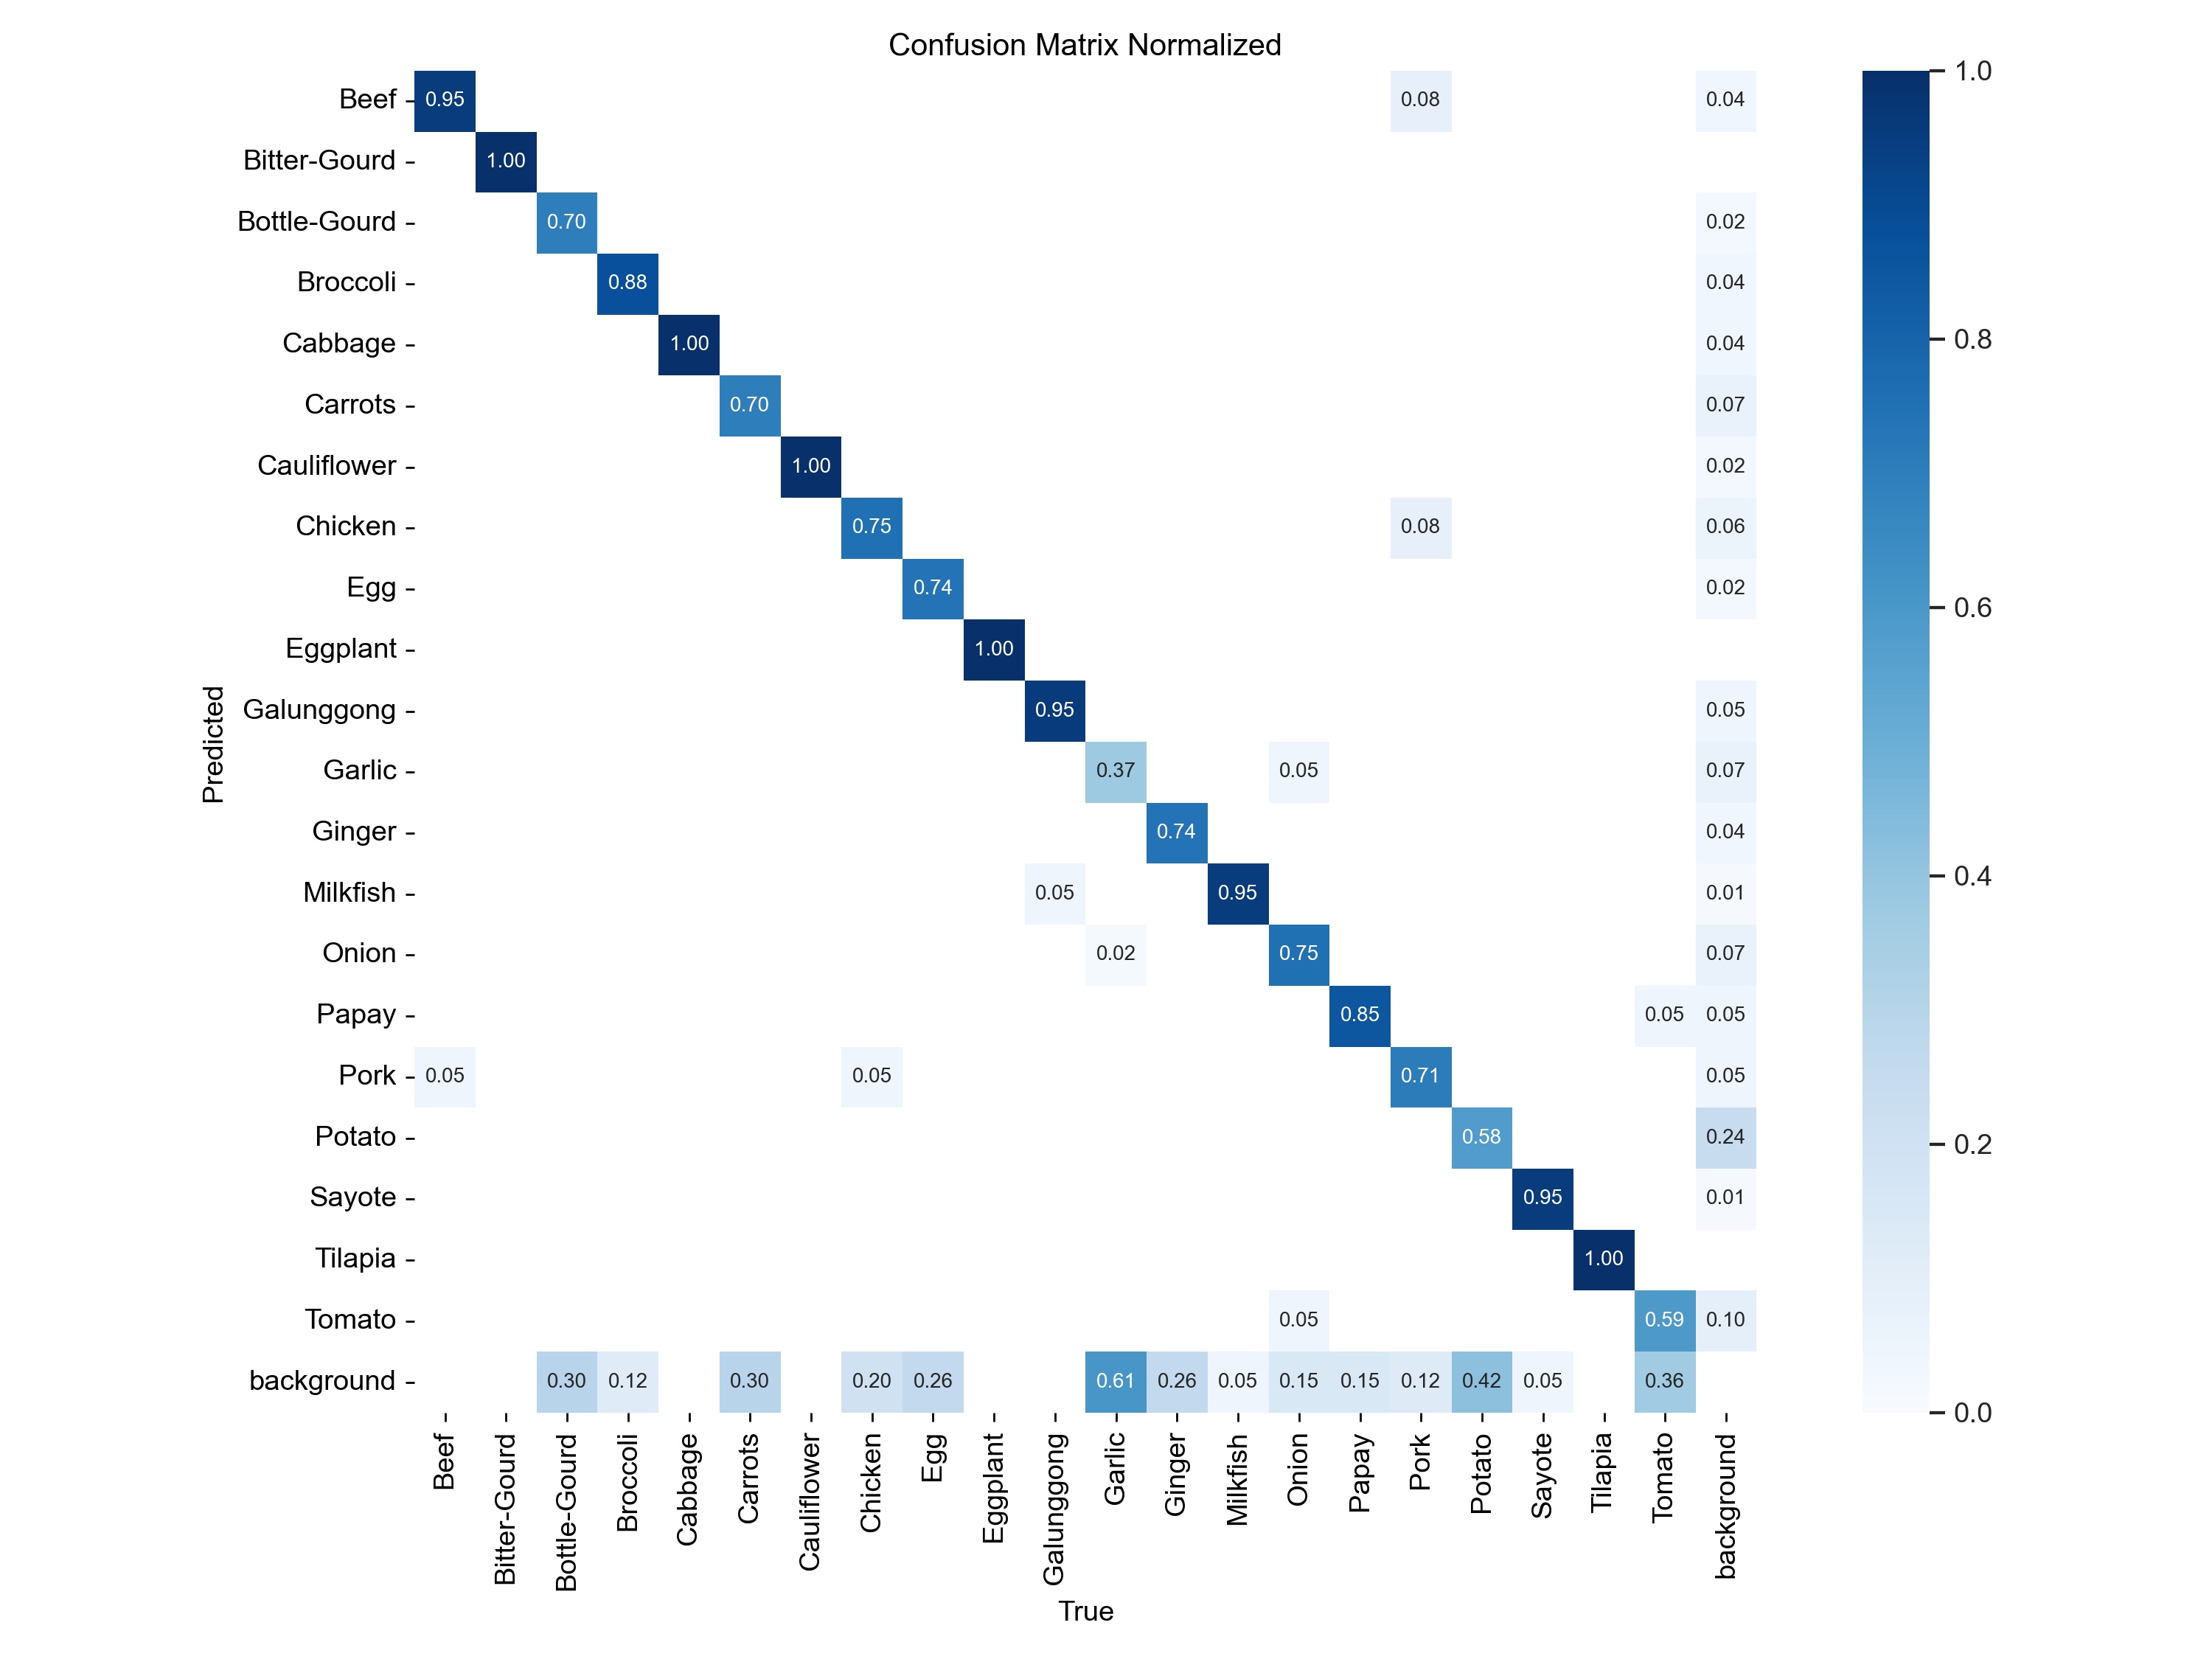 Confusion Matrix Normalized
Beef 0.95 0.08 0.04
Bitter-Gourd 1.00
Bottle-Gourd 0.70 0.02
Broccoli 0.88 0.04
Cabbage 1.00 0.04
Carrots 0.70 0.07
Cauliflower 1.00 0.02
Chicken 0.75 0.08 0.06
Egg 0.74 0.02
Eggplant 1.00
Galunggong 0.95 0.05
Garlic 0.37 0.05 0.07
Ginger 0.74 0.04
Milkfish 0.05 0.95 0.01
Onion 0.02 0.75 0.07
Papay 0.85 0.05 0.05
Pork 0.05 0.05 0.71 0.05
Potato 0.58 0.24
Sayote 0.95 0.01
Tilapia 1.00
Tomato 0.05 0.59 0.10
background 0.30 0.12 0.30 0.20 0.26 0.61 0.26 0.05 0.15 0.15 0.12 0.42 0.05 0.36
Predicted
Beef
Bitter-Gourd
Bottle-Gourd
Broccoli
Cabbage
Carrots
Cauliflower
Chicken
Egg
Eggplant
Galunggong
Garlic
Ginger
Milkfish
Onion
Papay
Pork
Potato
Sayote
Tilapia
Tomato
background
True
1.0
0.8
0.6
0.4
0.2
0.0